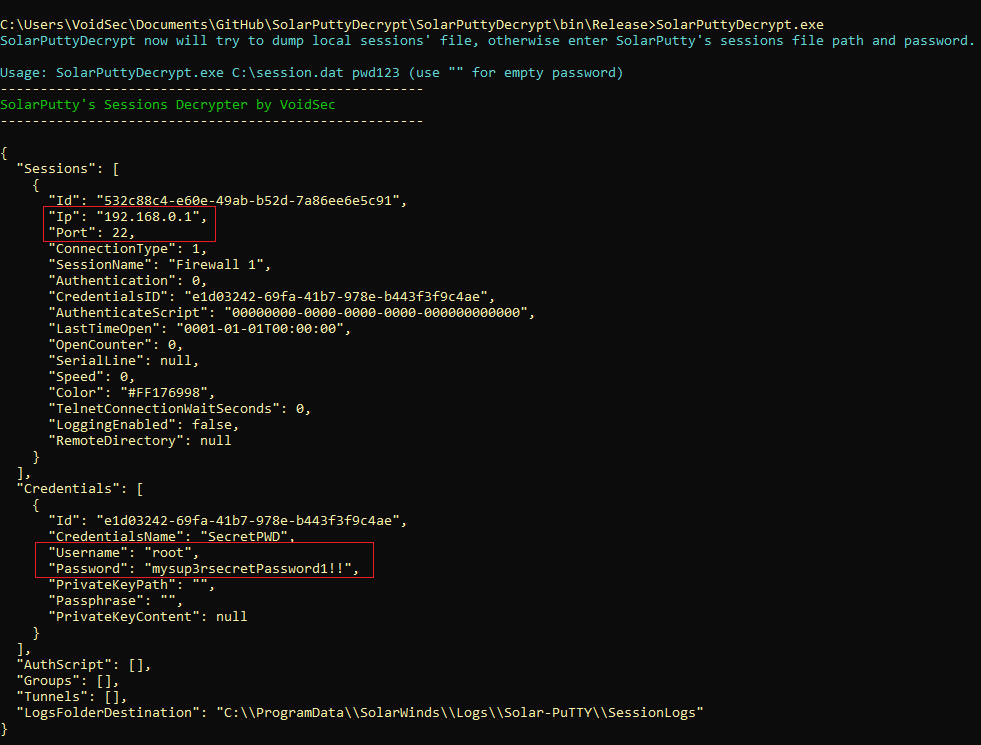 C:\Users\VoidSec\Documents\GitHub\SolarPuttyDecrypt\SolarPuttyDecrypt\bin\Release>SolarPuttyDecrypt.exe
SolarPuttyDecrypt now will try to dump local sessions' file, otherwise enter SolarPutty's sessions file path and password.
Usage: SolarPuttyDecrypt.exe C:\session.dat pwd123 (use "" for empty password)
-----------------------------------------------------
SolarPutty's Sessions Decrypter by VoidSec
-----------------------------------------------------
{
  "Sessions": [
    {
      "Id": "532c88c4-e60e-49ab-b52d-7a86ee6e5c91",
      "Ip": "192.168.0.1",
      "Port": 22,
      "ConnectionType": 1,
      "SessionName": "Firewall 1",
      "Authentication": 0,
      "CredentialsID": "e1d03242-69fa-41b7-978e-b443f3f9c4ae",
      "AuthenticateScript": "00000000-0000-0000-0000-000000000000",
      "LastTimeOpen": "0001-01-01T00:00:00",
      "OpenCounter": 0,
      "SerialLine": null,
      "Speed": 0,
      "Color": "#FF176998",
      "TelnetConnectionWaitSeconds": 0,
      "LoggingEnabled": false,
      "RemoteDirectory": null
    }
  ],
  "Credentials": [
    {
      "Id": "e1d03242-69fa-41b7-978e-b443f3f9c4ae",
      "CredentialsName": "SecretPWD",
      "Username": "root",
      "Password": "mysup3rsecretPassword1!!",
      "PrivateKeyPath": "",
      "Passphrase": "",
      "PrivateKeyContent": null
    }
  ],
  "AuthScript": [],
  "Groups": [],
  "Tunnels": [],
  "LogsFolderDestination": "C:\\ProgramData\\SolarWinds\\Logs\\Solar-PuTTY\\SessionLogs"
}